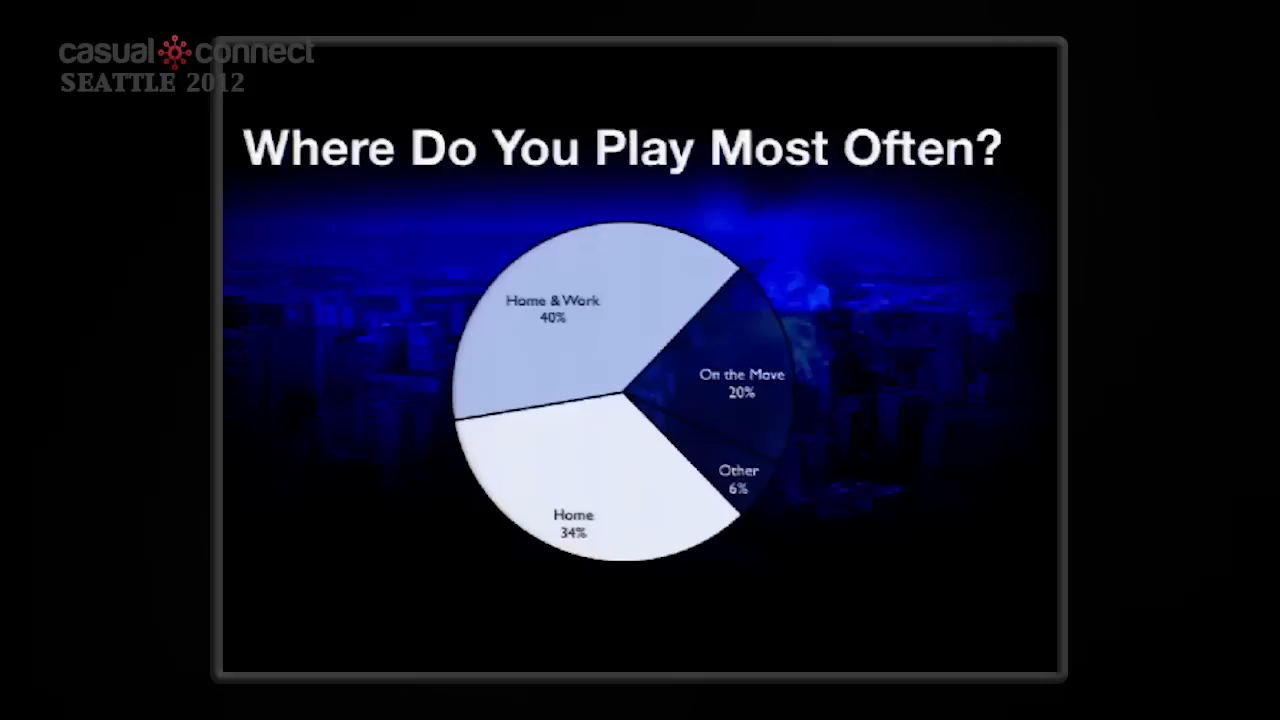 casual connect
SEATTLE 2012
Where Do You Play Most Often?
Home & Work
40%
On the Move
20%
Other
6%
Home
34%